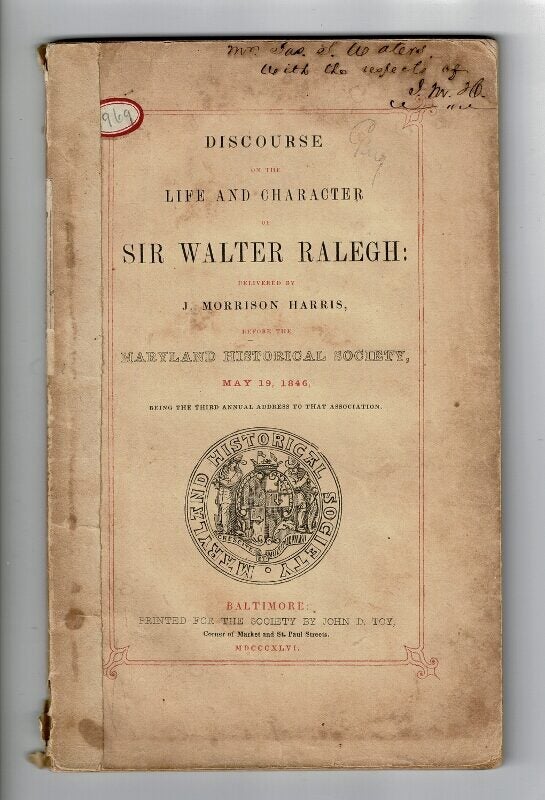 Mr. Jas. S. Waters
with the respects of
J. M. H.
969
DISCOURSE
ON THE
LIFE AND CHARACTER
OF
SIR WALTER RALEGH:
DELIVERED BY
J. MORRISON HARRIS,
BEFORE THE
MARYLAND HISTORICAL SOCIETY,
MAY 19, 1846,
BEING THE THIRD ANNUAL ADDRESS TO THAT ASSOCIATION.
MARYLAND HISTORICAL SOCIETY
CRESCITE ET MULTIPLICAMINI
BALTIMORE:
PRINTED FOR THE SOCIETY BY JOHN D. TOY,
Corner of Market and St. Paul Streets.
MDCCCXLVI.